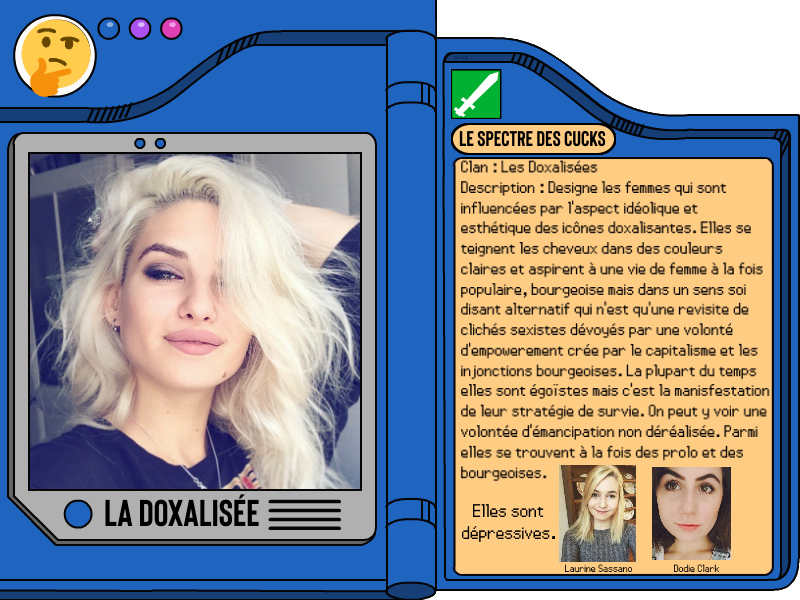 LE SPECTRE DES CUCKS
Clan : Les Doxalisées
Description : Designe les femmes qui sont
influencées par l'aspect idéolique et
esthétique des icônes doxalisantes. Elles se
teignent les cheveux dans des couleurs
claires et aspirent à une vie de femme à la fois
populaire, bourgeoise mais dans un sens soi
disant alternatif qui n'est qu'une revisite de
clichés sexistes dévoyés par une volonté
d'empowerement crée par le capitalisme et les
injonctions bourgeoises. La plupart du temps
elles sont égoïstes mais c'est la manisfestation
de leur stratégie de survie. On peut y voir une
volontée d'émancipation non déréalisée. Parmi
elles se trouvent à la fois des prolo et des
bourgeoises.
Elles sont
dépressives.
Laurine Sassano
Dodie Clark
LA DOXALISÉE